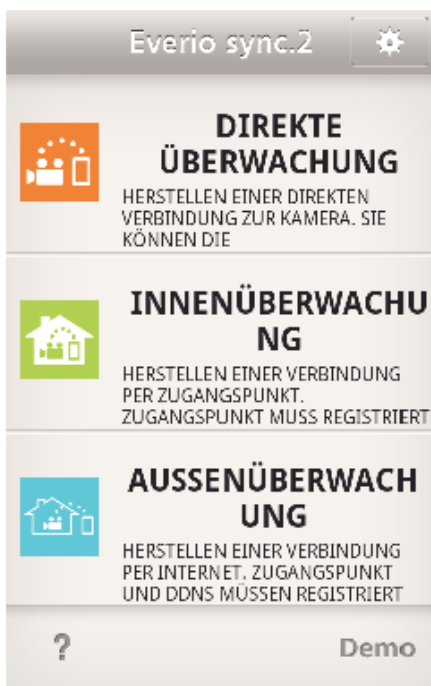 Everio sync.2
DIREKTE
ÜBERWACHUNG
HERSTELLEN EINER DIREKTEN
VERBINDUNG ZUR KAMERA. SIE
KÖNNEN DIE
INNENÜBERWACHU
NG
HERSTELLEN EINER VERBINDUNG
PER ZUGANGSPUNKT.
ZUGANGSPUNKT MUSS REGISTRIERT
AUSSENÜBERWACH
UNG
HERSTELLEN EINER VERBINDUNG
PER INTERNET. ZUGANGSPUNKT
UND DDNS MÜSSEN REGISTRIERT
? Demo